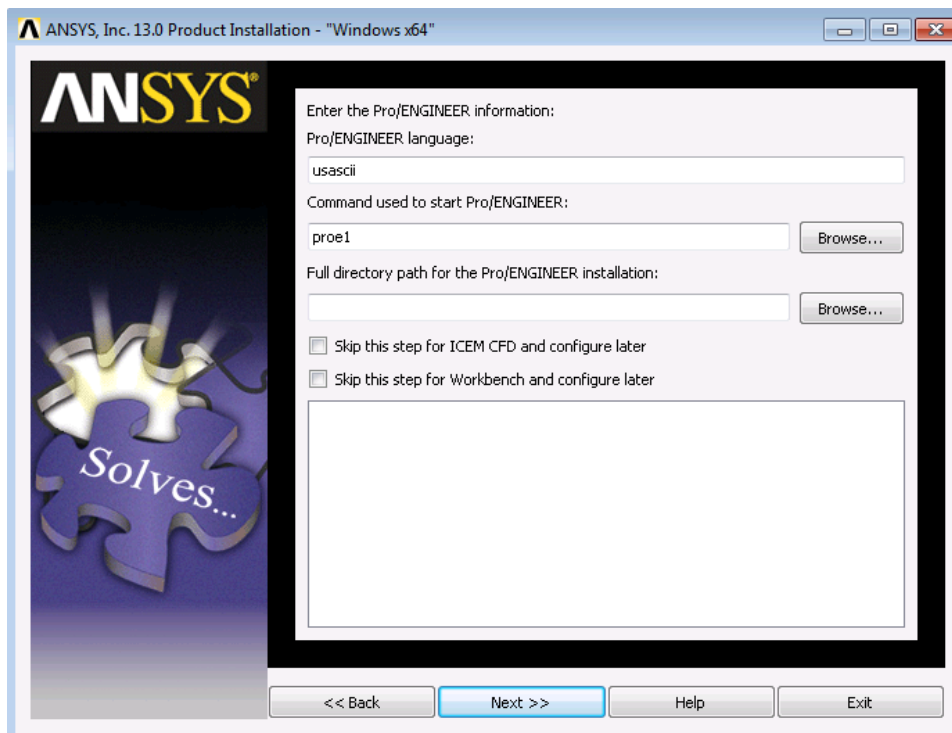 ANSYS, Inc. 13.0 Product Installation - "Windows x64"
ANSYS®
Enter the Pro/ENGINEER information:
Pro/ENGINEER language:
usascii
Command used to start Pro/ENGINEER:
proe1
Browse...
Full directory path for the Pro/ENGINEER installation:
Browse...
Skip this step for ICEM CFD and configure later
Skip this step for Workbench and configure later
Solves...
<< Back
Next >>
Help
Exit